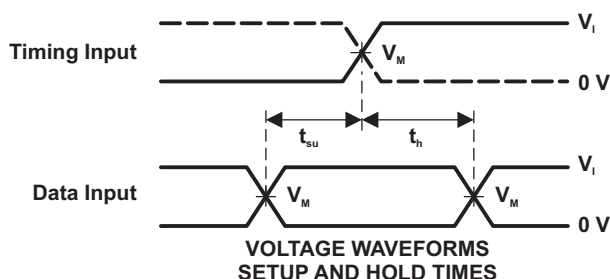 V_I
Timing Input
V_M
0 V
t_su
t_h
V_I
Data Input
V_M
V_M
0 V
VOLTAGE WAVEFORMS
SETUP AND HOLD TIMES